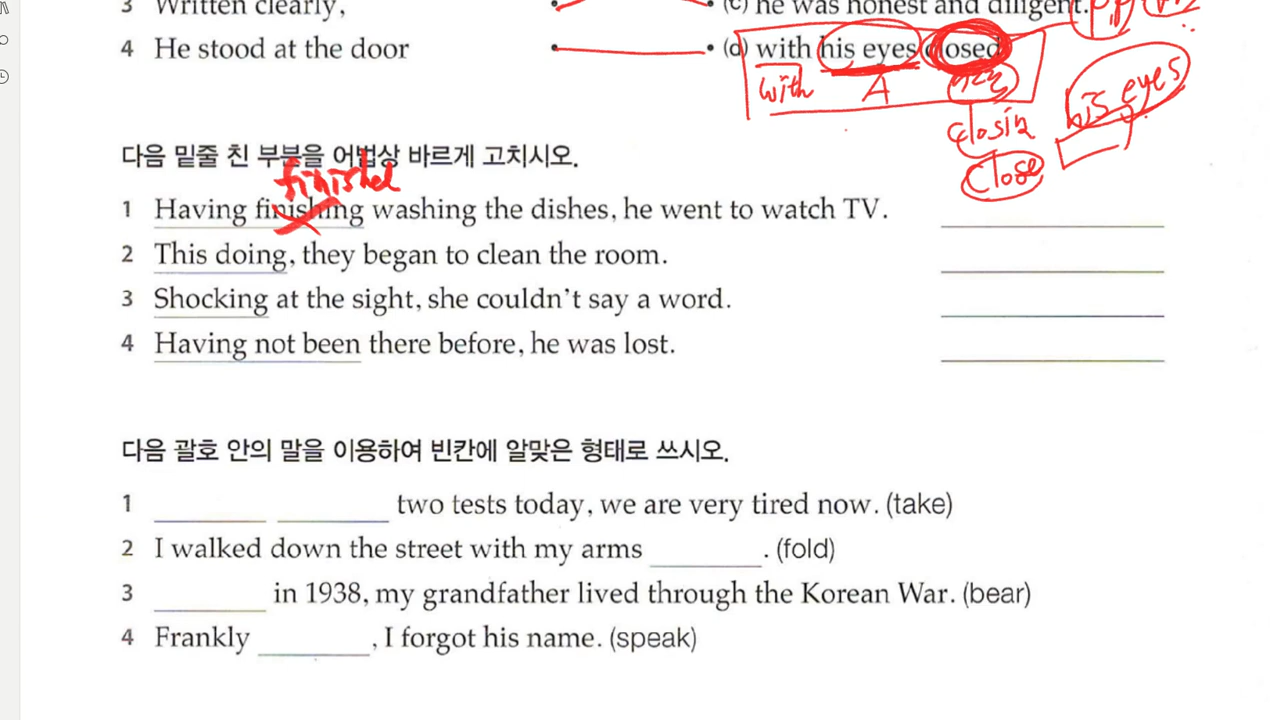 3 Written clearly, • • (c) he was honest and diligent.
4 He stood at the door • • (d) with his eyes closed
with A
closin
close
his eyes
다음 밑줄 친 부분을 어법상 바르게 고치시오.
finished
1 Having finishing washing the dishes, he went to watch TV.
2 This doing, they began to clean the room.
3 Shocking at the sight, she couldn't say a word.
4 Having not been there before, he was lost.
다음 괄호 안의 말을 이용하여 빈칸에 알맞은 형태로 쓰시오.
1 ________ ________ two tests today, we are very tired now. (take)
2 I walked down the street with my arms ________. (fold)
3 ________ in 1938, my grandfather lived through the Korean War. (bear)
4 Frankly ________, I forgot his name. (speak)